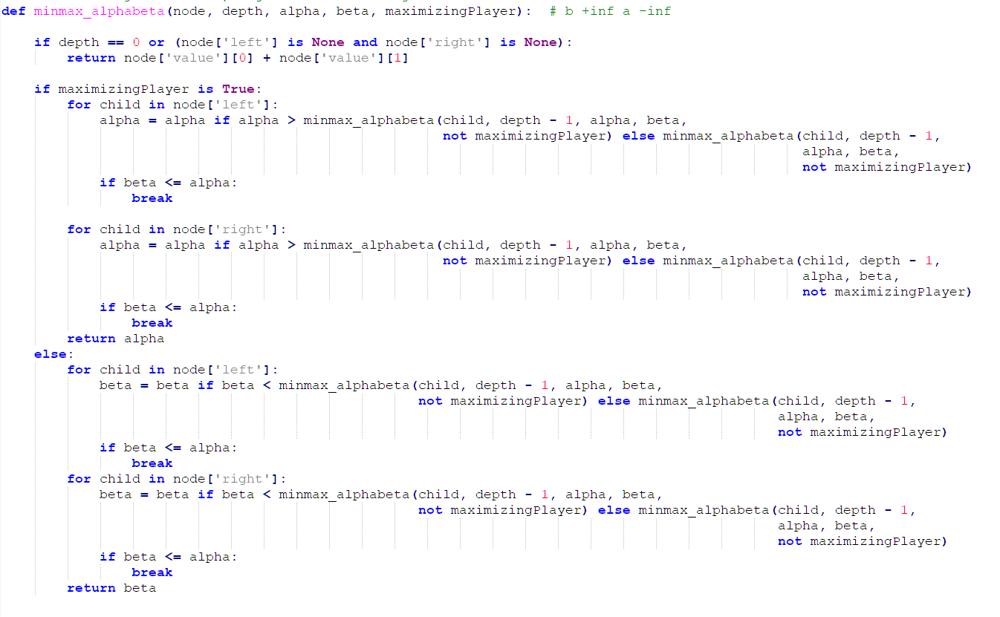 def minmax_alphabeta(node, depth, alpha, beta, maximizingPlayer):  # b +inf a -inf
if depth == 0 or (node['left'] is None and node['right'] is None):
return node['value'][0] + node['value'][1]
if maximizingPlayer is True:
for child in node['left']:
alpha = alpha if alpha > minmax_alphabeta(child, depth - 1, alpha, beta,
not maximizingPlayer) else minmax_alphabeta(child, depth - 1,
alpha, beta,
not maximizingPlayer)
if beta <= alpha:
break
for child in node['right']:
alpha = alpha if alpha > minmax_alphabeta(child, depth - 1, alpha, beta,
not maximizingPlayer) else minmax_alphabeta(child, depth - 1,
alpha, beta,
not maximizingPlayer)
if beta <= alpha:
break
return alpha
else:
for child in node['left']:
beta = beta if beta < minmax_alphabeta(child, depth - 1, alpha, beta,
not maximizingPlayer) else minmax_alphabeta(child, depth - 1,
alpha, beta,
not maximizingPlayer)
if beta <= alpha:
break
for child in node['right']:
beta = beta if beta < minmax_alphabeta(child, depth - 1, alpha, beta,
not maximizingPlayer) else minmax_alphabeta(child, depth - 1,
alpha, beta,
not maximizingPlayer)
if beta <= alpha:
break
return beta